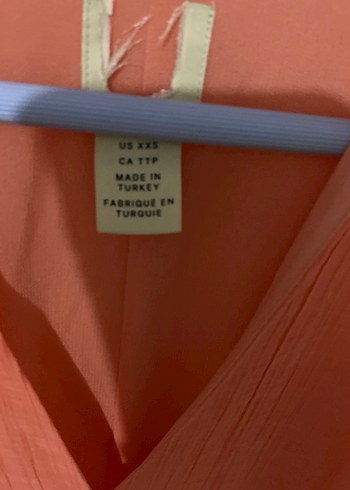 US XXS
CA TTP
MADE IN
TURKEY
FABRIQUÉ EN
TURQUIE